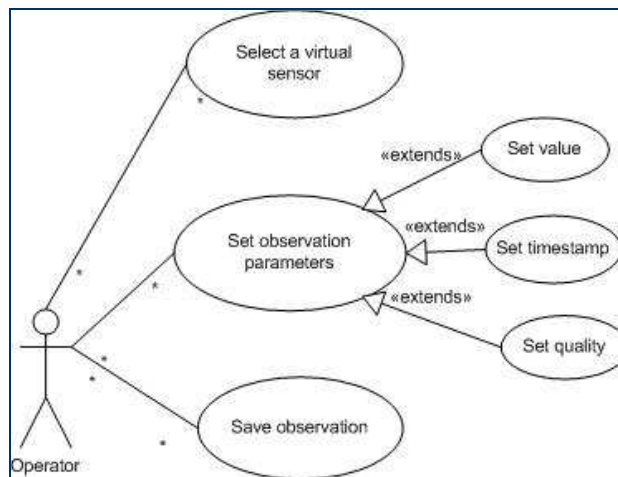 Select a virtual
sensor
*
«extends»
Set value
Set observation
parameters
«extends»
Set timestamp
«extends»
Set quality
*
*
*
*
Save observation
*
Operator